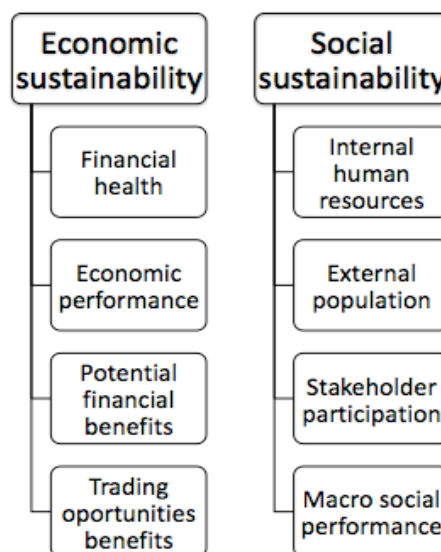 Economic
sustainability
Financial
health
Economic
performance
Potential
financial
benefits
Trading
oportunities
benefits
Social
sustainability
Internal
human
resources
External
population
Stakeholder
participation
Macro social
performance